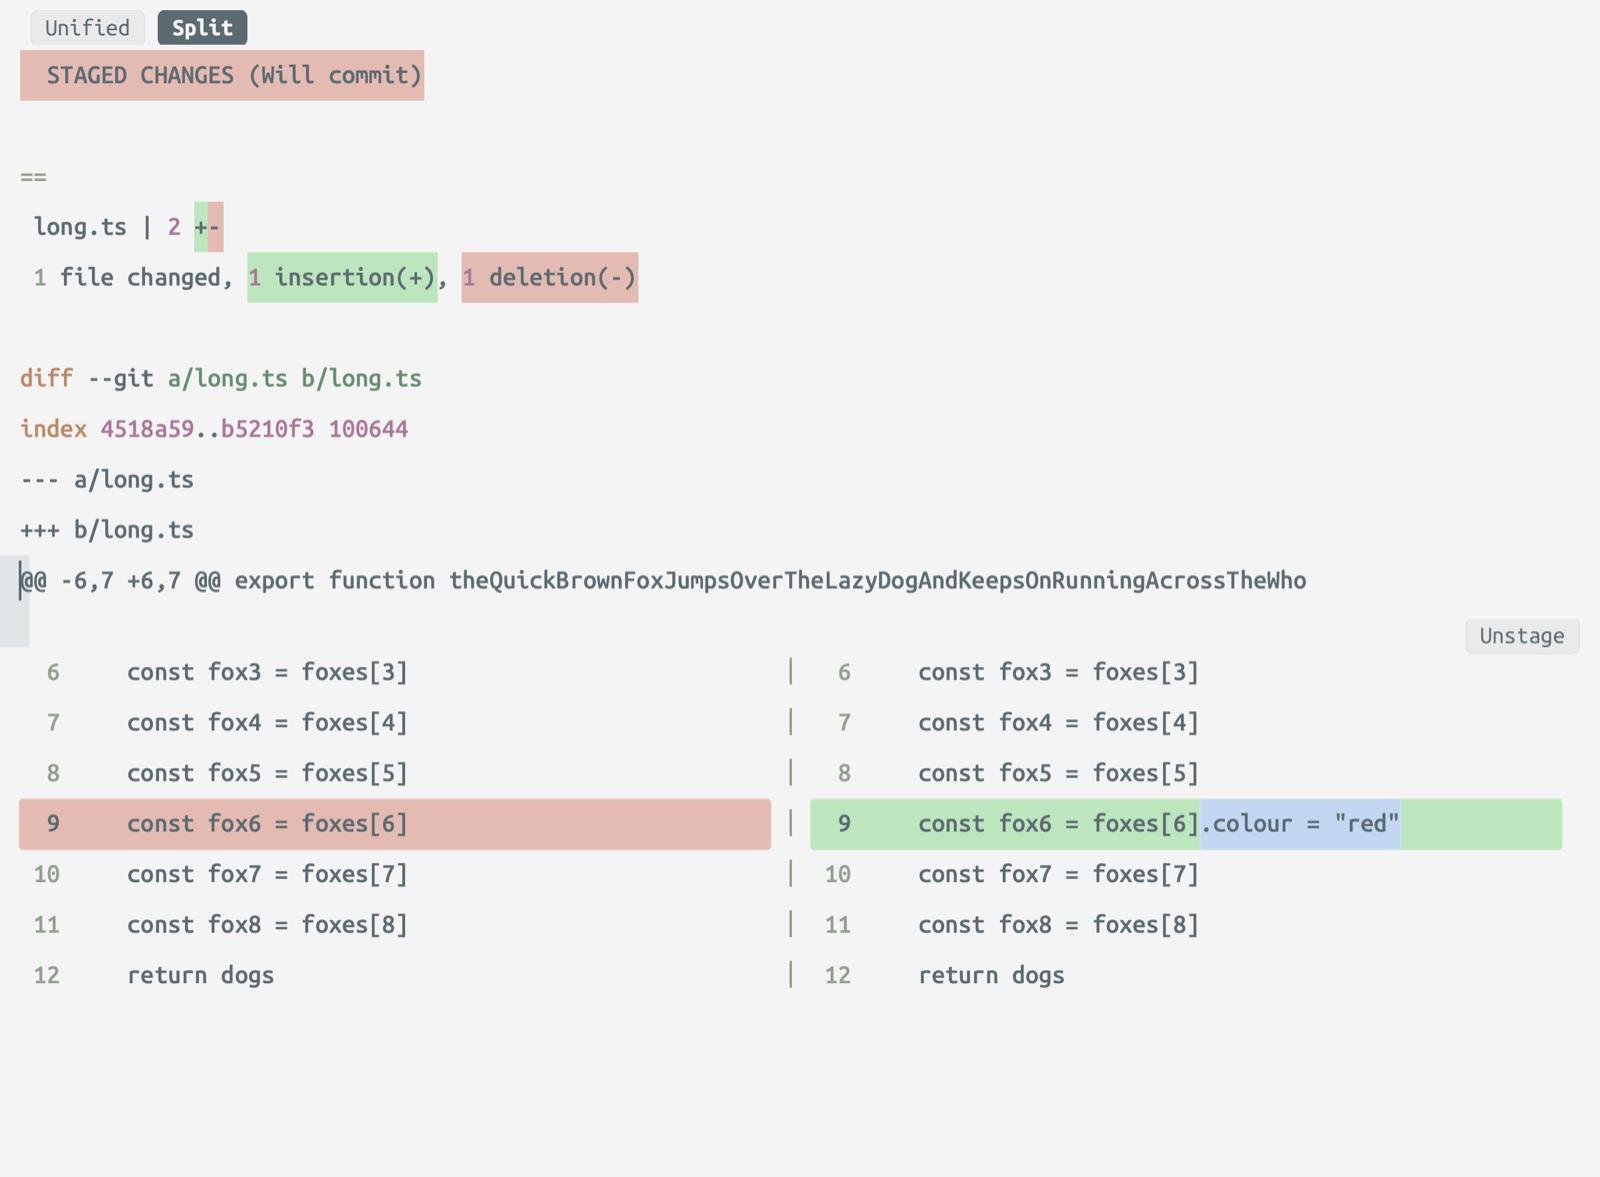 Unified Split
STAGED CHANGES (Will commit)
==
long.ts | 2 +-
1 file changed, 1 insertion(+), 1 deletion(-)
diff --git a/long.ts b/long.ts
index 4518a59..b5210f3 100644
--- a/long.ts
+++ b/long.ts
@@ -6,7 +6,7 @@ export function theQuickBrownFoxJumpsOverTheLazyDogAndKeepsOnRunningAcrossTheWho
Unstage
6 const fox3 = foxes[3] | 6 const fox3 = foxes[3]
7 const fox4 = foxes[4] | 7 const fox4 = foxes[4]
8 const fox5 = foxes[5] | 8 const fox5 = foxes[5]
9 const fox6 = foxes[6] | 9 const fox6 = foxes[6].colour = "red"
10 const fox7 = foxes[7] | 10 const fox7 = foxes[7]
11 const fox8 = foxes[8] | 11 const fox8 = foxes[8]
12 return dogs | 12 return dogs